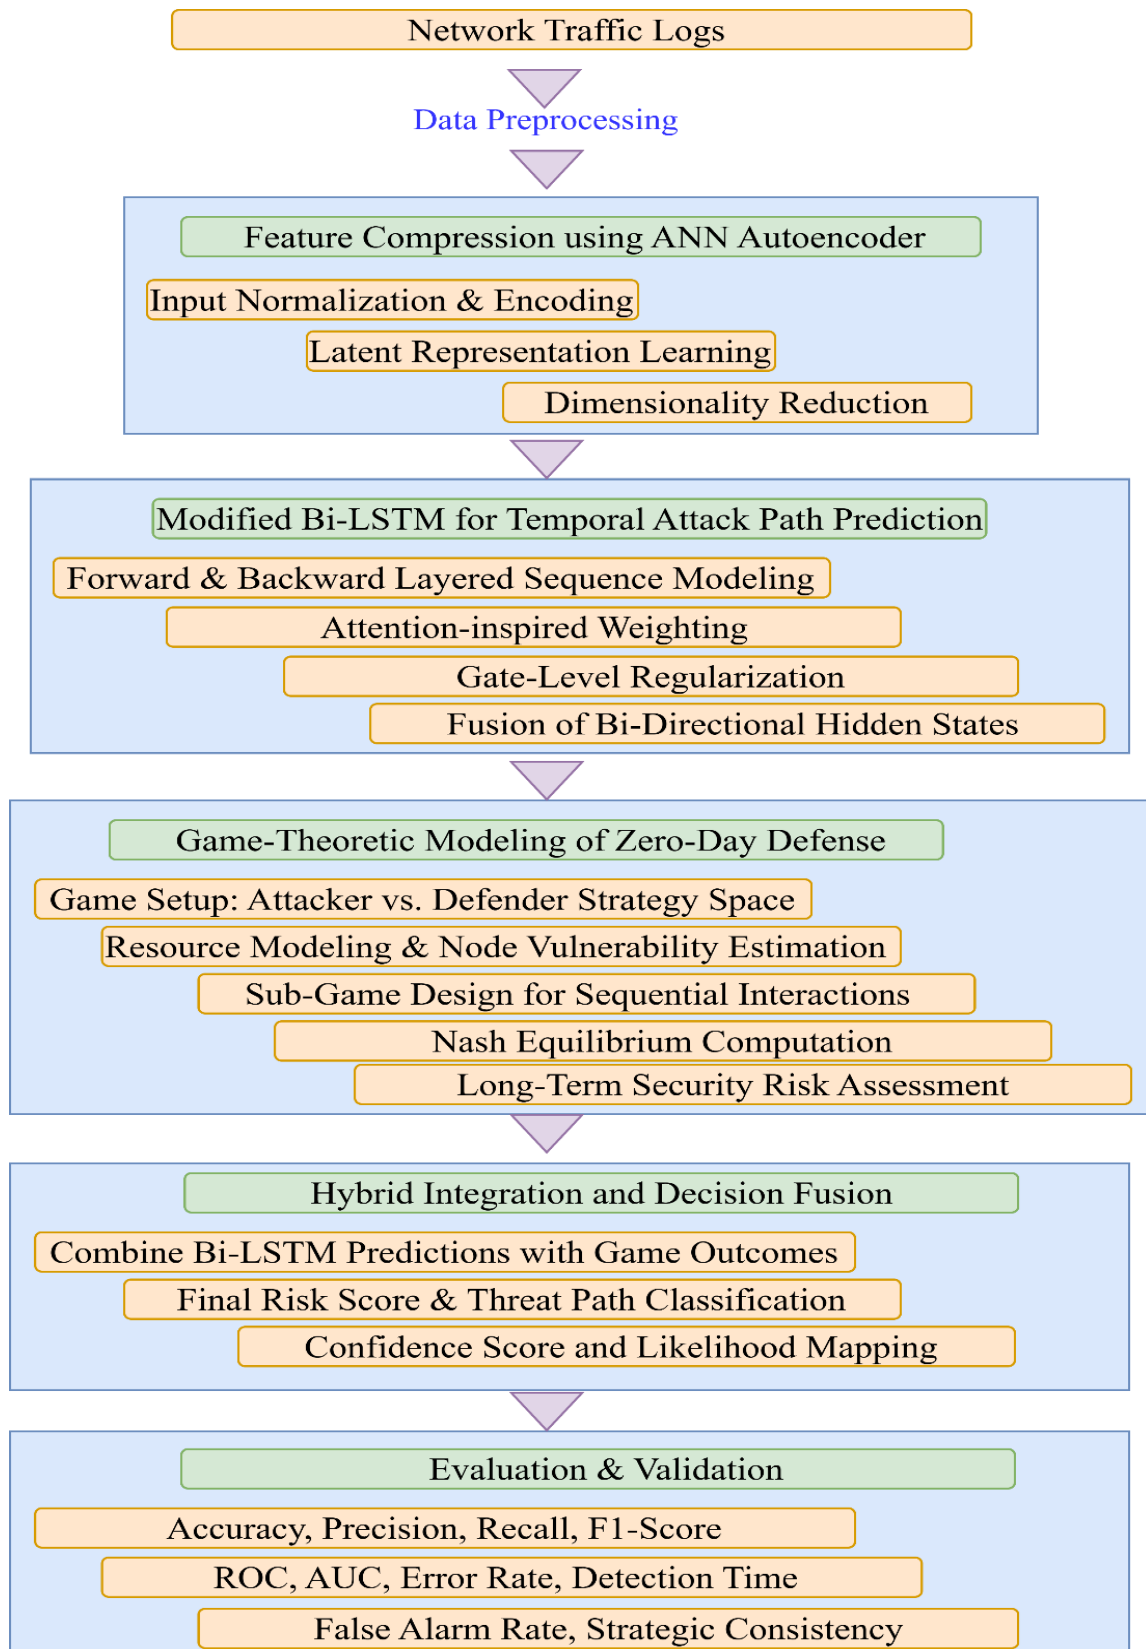 Network Traffic Logs
Data Preprocessing
Feature Compression using ANN Autoencoder
Input Normalization & Encoding
Latent Representation Learning
Dimensionality Reduction
Modified Bi-LSTM for Temporal Attack Path Prediction
Forward & Backward Layered Sequence Modeling
Attention-inspired Weighting
Gate-Level Regularization
Fusion of Bi-Directional Hidden States
Game-Theoretic Modeling of Zero-Day Defense
Game Setup: Attacker vs. Defender Strategy Space
Resource Modeling & Node Vulnerability Estimation
Sub-Game Design for Sequential Interactions
Nash Equilibrium Computation
Long-Term Security Risk Assessment
Hybrid Integration and Decision Fusion
Combine Bi-LSTM Predictions with Game Outcomes
Final Risk Score & Threat Path Classification
Confidence Score and Likelihood Mapping
Evaluation & Validation
Accuracy, Precision, Recall, F1-Score
ROC, AUC, Error Rate, Detection Time
False Alarm Rate, Strategic Consistency